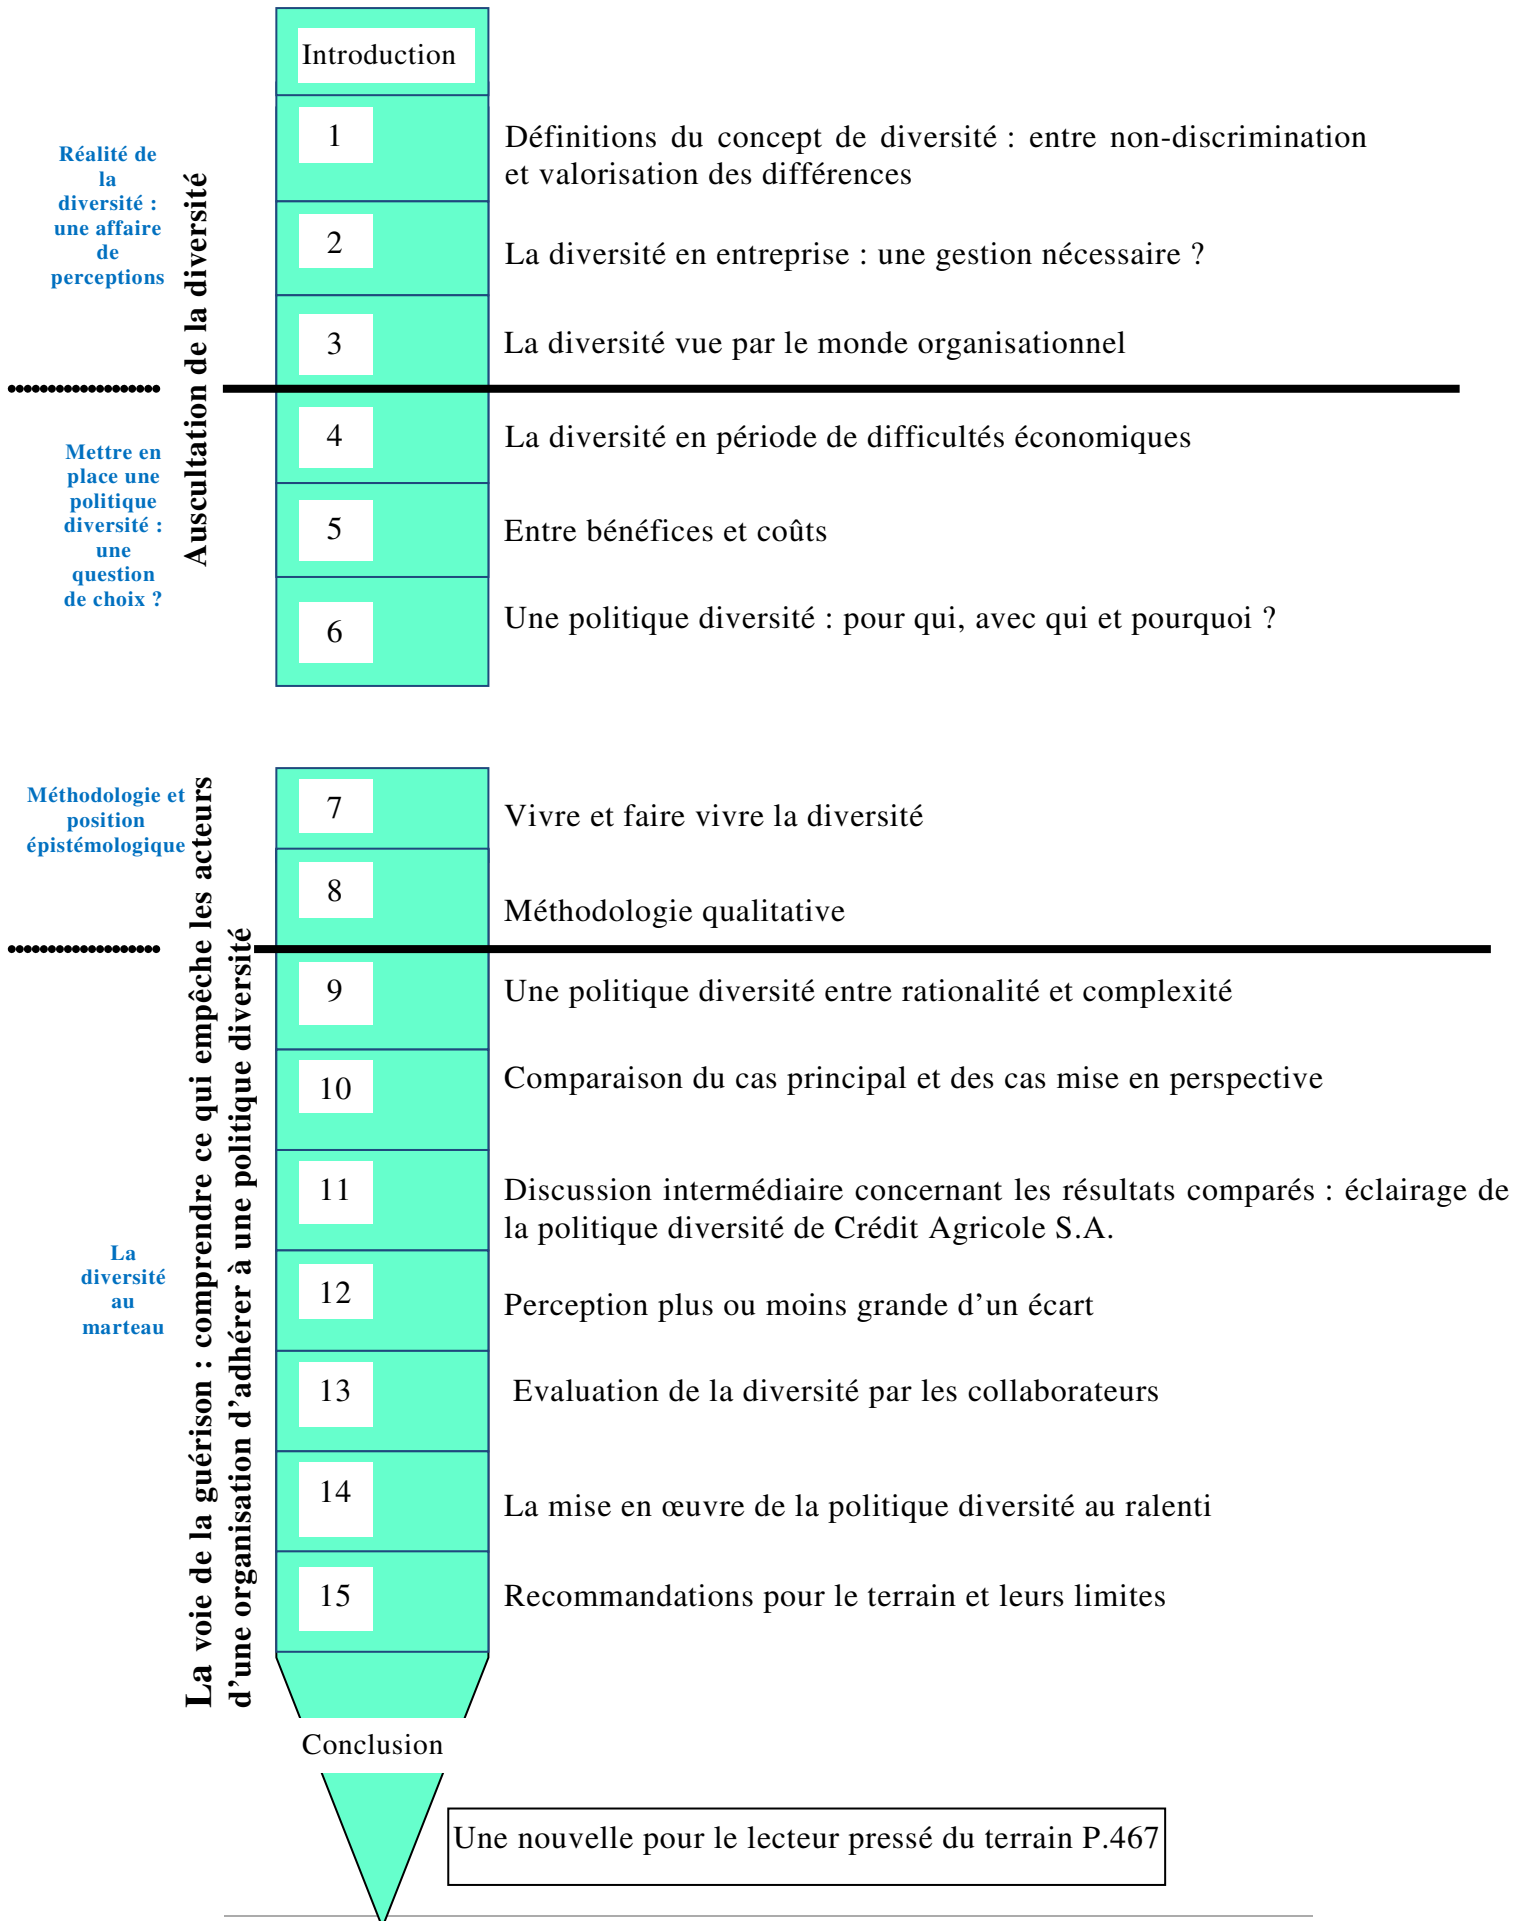 Introduction
Réalité de
la
diversité :
une affaire
de
perceptions
Auscultation de la diversité
1
Définitions du concept de diversité : entre non-discrimination
et valorisation des différences
2
La diversité en entreprise : une gestion nécessaire ?
3
La diversité vue par le monde organisationnel
Mettre en
place une
politique
diversité :
une
question
de choix ?
4
La diversité en période de difficultés économiques
5
Entre bénéfices et coûts
6
Une politique diversité : pour qui, avec qui et pourquoi ?
Méthodologie et
position
épistémologique
La voie de la guérison : comprendre ce qui empêche les acteurs
d'une organisation d'adhérer à une politique diversité
7
Vivre et faire vivre la diversité
8
Méthodologie qualitative
La
diversité
au
marteau
9
Une politique diversité entre rationalité et complexité
10
Comparaison du cas principal et des cas mise en perspective
11
Discussion intermédiaire concernant les résultats comparés : éclairage de
la politique diversité de Crédit Agricole S.A.
12
Perception plus ou moins grande d'un écart
13
Evaluation de la diversité par les collaborateurs
14
La mise en œuvre de la politique diversité au ralenti
15
Recommandations pour le terrain et leurs limites
Conclusion
Une nouvelle pour le lecteur pressé du terrain P.467